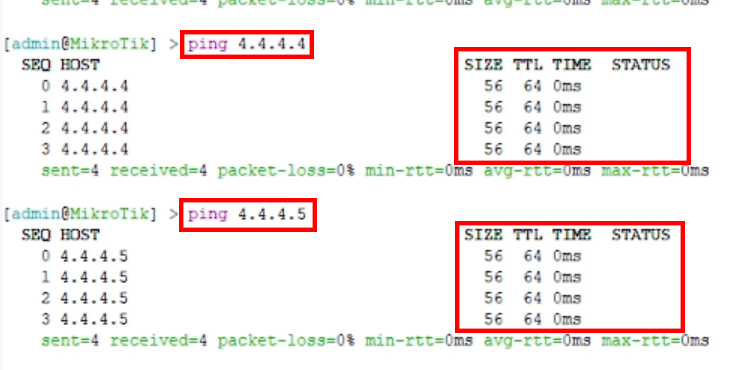 sent=4 received=4 packet-loss=0% min-rtt=0ms avg-rtt=0ms max-rtt=0ms
[admin@MikroTik] > ping 4.4.4.4
SEQ HOST SIZE TTL TIME STATUS
0 4.4.4.4 56 64 0ms
1 4.4.4.4 56 64 0ms
2 4.4.4.4 56 64 0ms
3 4.4.4.4 56 64 0ms
sent=4 received=4 packet-loss=0% min-rtt=0ms avg-rtt=0ms max-rtt=0ms
[admin@MikroTik] > ping 4.4.4.5
SEQ HOST SIZE TTL TIME STATUS
0 4.4.4.5 56 64 0ms
1 4.4.4.5 56 64 0ms
2 4.4.4.5 56 64 0ms
3 4.4.4.5 56 64 0ms
sent=4 received=4 packet-loss=0% min-rtt=0ms avg-rtt=0ms max-rtt=0ms